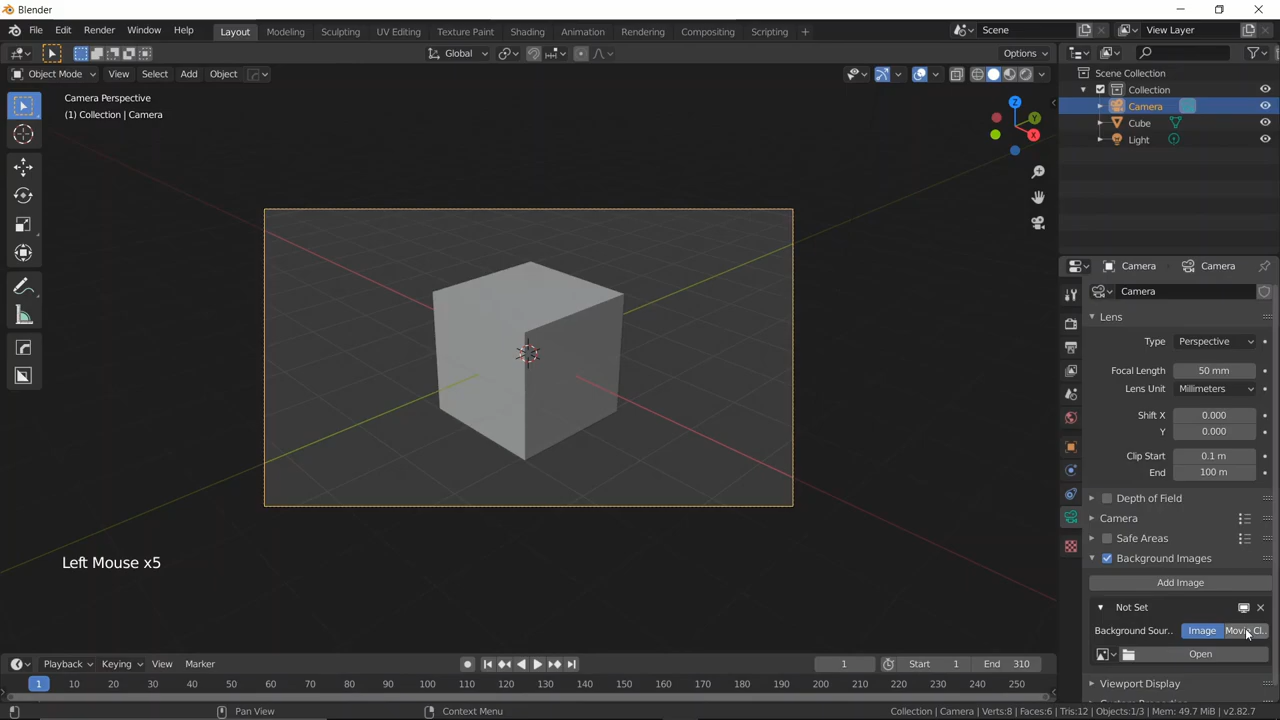 Blender
File Edit Render Window Help Layout Modeling Sculpting UV Editing Texture Paint Shading Animation Rendering Compositing Scripting + Scene View Layer
Global Options
Object Mode View Select Add Object
Camera Perspective
(1) Collection | Camera
Z
Y
X
Scene Collection
Collection
Camera
Cube
Light
Camera Camera
Camera
Lens
Type Perspective
Focal Length 50 mm
Lens Unit Millimeters
Shift X 0.000
Y 0.000
Clip Start 0.1 m
End 100 m
Depth of Field
Camera
Safe Areas
Background Images
Add Image
Not Set
Background Sour.. Image Movie Cl..
Open
Viewport Display
Left Mouse x5
Playback Keying View Marker 1 Start 1 End 310
1 10 20 30 40 50 60 70 80 90 100 110 120 130 140 150 160 170 180 190 200 210 220 230 240 250
Select Pan View Context Menu Collection | Camera | Verts:8 | Faces:6 | Tris:12 | Objects:1/3 | Mem: 49.7 MiB | v2.82.7